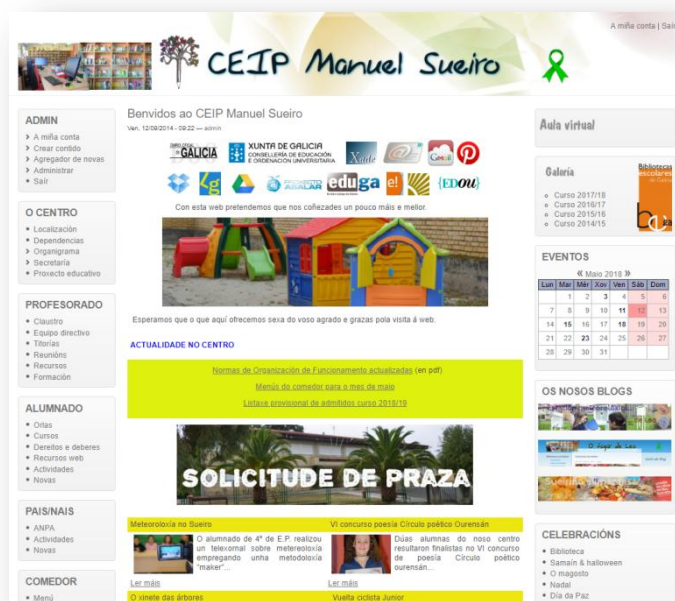 A miña conta | Saír
CEIP Manuel Sueiro
ADMIN
A miña conta
Crear contido
Agregador de novas
Administrar
Saír
O CENTRO
Localización
Dependencias
Organigrama
Secretaría
Proxecto educativo
PROFESORADO
Claustro
Equipo directivo
Titorías
Reunións
Recursos
Formación
ALUMNADO
Orlas
Cursos
Dereitos e deberes
Recursos web
Actividades
Novas
PAIS/NAIS
ANPA
Actividades
Novas
COMEDOR
Menú
Benvidos ao CEIP Manuel Sueiro
Ven, 12/09/2014 - 09:22 — admin
DIARIO OFICIAL
GALICIA
XUNTA DE GALICIA
CONSELLERÍA DE EDUCACIÓN
E ORDENACIÓN UNIVERSITARIA
Xade
@
Gmail
ABALAR
eduga
e!
{EDOU}
Con esta web pretendemos que nos coñezades un pouco máis e mellor.
Esperamos que o que aquí ofrecemos sexa do voso agrado e grazas pola visita á web.
ACTUALIDADE NO CENTRO
Normas de Organización de Funcionamento actualizadas (en pdf)
Menús do comedor para o mes de maio
Listaxe provisional de admitidos curso 2018/19
SOLICITUDE DE PRAZA
Meteoroloxía no Sueiro
O alumnado de 4º de E.P. realizou
un telexornal sobre metereoloxía
empregando unha metodoloxía
"maker"...
Ler máis
VI concurso poesía Círculo poético Ourensán
Dúas alumnas do noso centro
resultaron finalistas no VI concurso
de poesía Círculo poético
ourensán...
Ler máis
O xinete das árbores
Vuelta ciclista Junior
Aula virtual
Galería
Curso 2017/18
Curso 2016/17
Curso 2015/16
Curso 2014/15
Bibliotecas
escolares
EVENTOS
« Maio 2018 »
Lun Mar Mér Xov Ven Sáb Dom
1 2 3 4 5 6
7 8 9 10 11 12 13
14 15 16 17 18 19 20
21 22 23 24 25 26 27
28 29 30 31
OS NOSOS BLOGS
CELEBRACIÓNS
Biblioteca
Samaín & halloween
O magosto
Nadal
Día da Paz